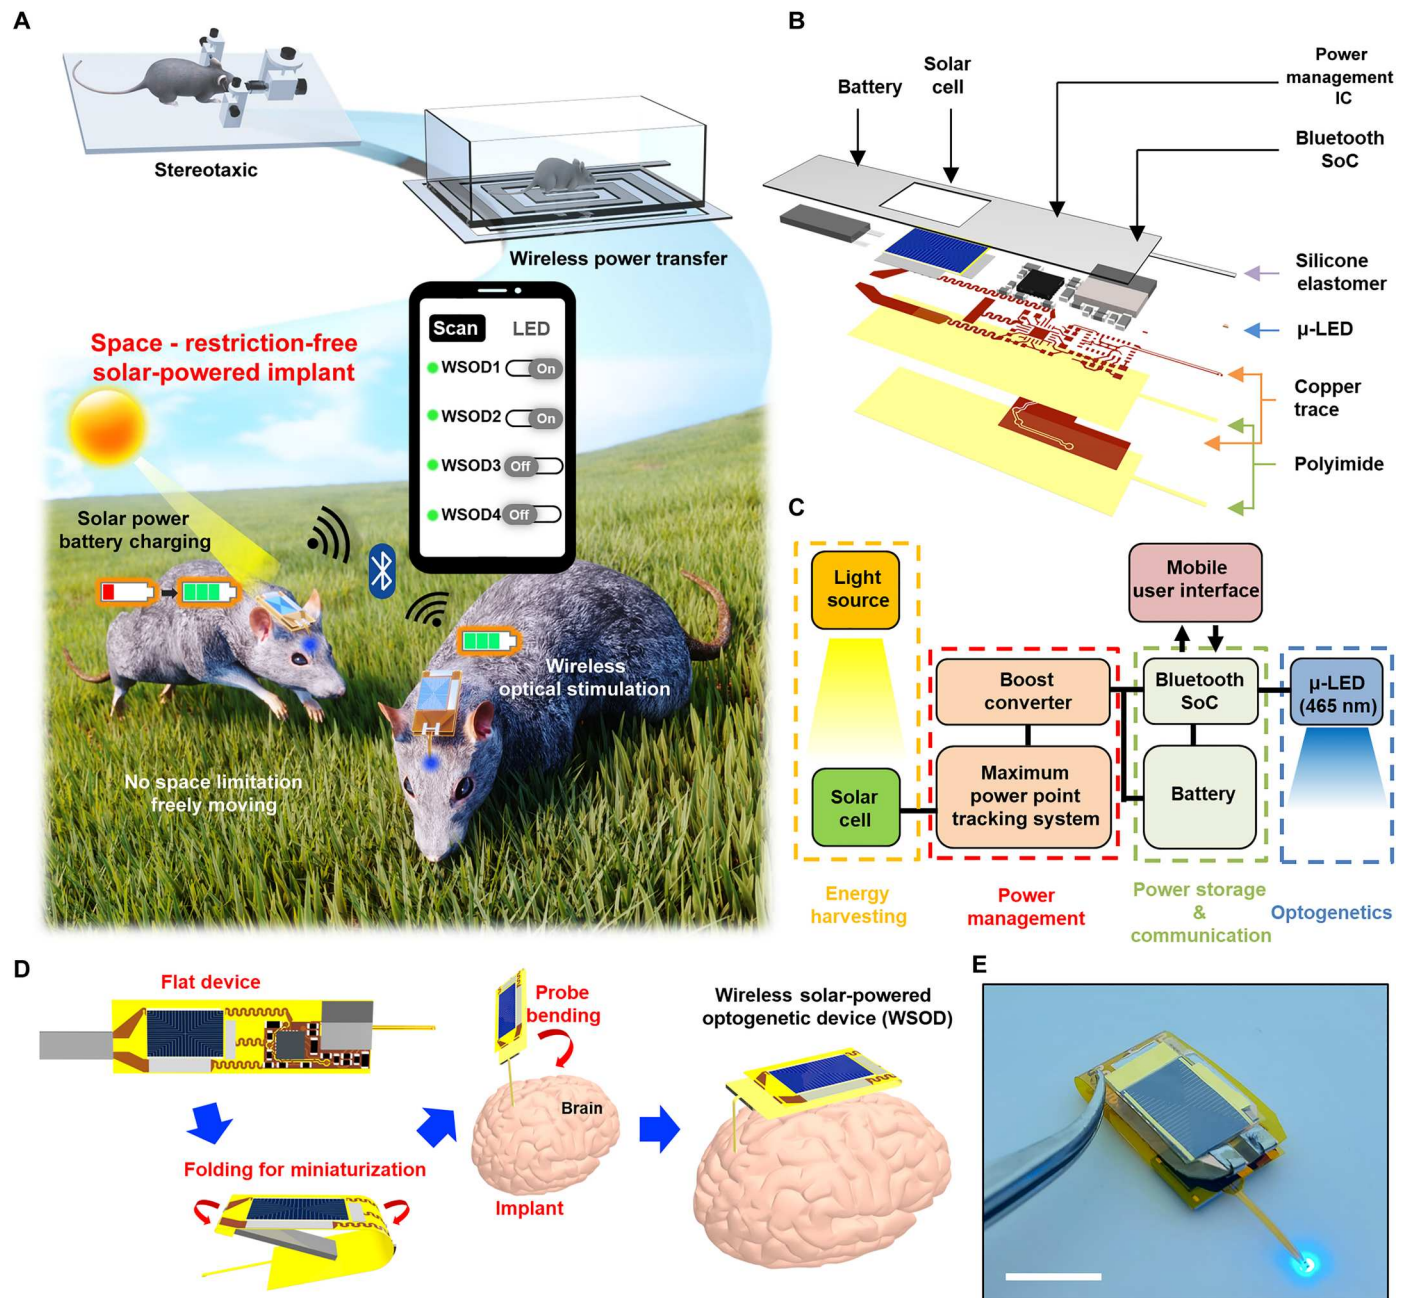 A
Stereotaxic
Wireless power transfer
Space - restriction-free
solar-powered implant
Scan LED
WSOD1 On
WSOD2 On
WSOD3 Off
WSOD4 Off
Solar power
battery charging
Wireless
optical stimulation
No space limitation
freely moving
B
Battery
Solar
cell
Power
management
IC
Bluetooth
SoC
Silicone
elastomer
μ-LED
Copper
trace
Polyimide
C
Light
source
Solar
cell
Boost
converter
Maximum
power point
tracking system
Mobile
user interface
Bluetooth
SoC
Battery
μ-LED
(465 nm)
Energy
harvesting
Power
management
Power storage
&
communication
Optogenetics
D
Flat device
Folding for miniaturization
Probe
bending
Brain
Implant
Wireless solar-powered
optogenetic device (WSOD)
E